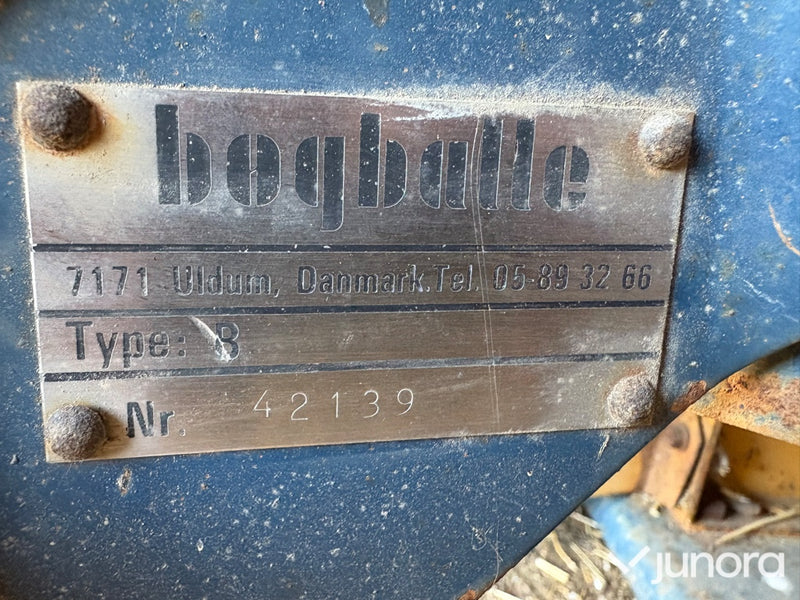 bogballe
7171 Uldum, Danmark. Tel. 05-89 32 66
Type: B
Nr. 42139
junora